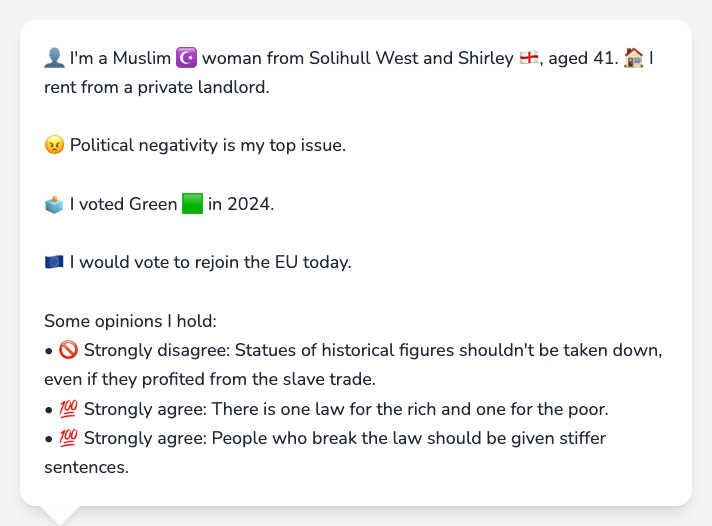 👤 I'm a Muslim ☪️ woman from Solihull West and Shirley 🏴󠁧󠁢󠁥󠁮󠁧󠁿, aged 41. 🏠 I
rent from a private landlord.
😠 Political negativity is my top issue.
🗳️ I voted Green 🟩 in 2024.
🇪🇺 I would vote to rejoin the EU today.
Some opinions I hold:
• 🚫 Strongly disagree: Statues of historical figures shouldn't be taken down,
even if they profited from the slave trade.
• 💯 Strongly agree: There is one law for the rich and one for the poor.
• 💯 Strongly agree: People who break the law should be given stiffer
sentences.